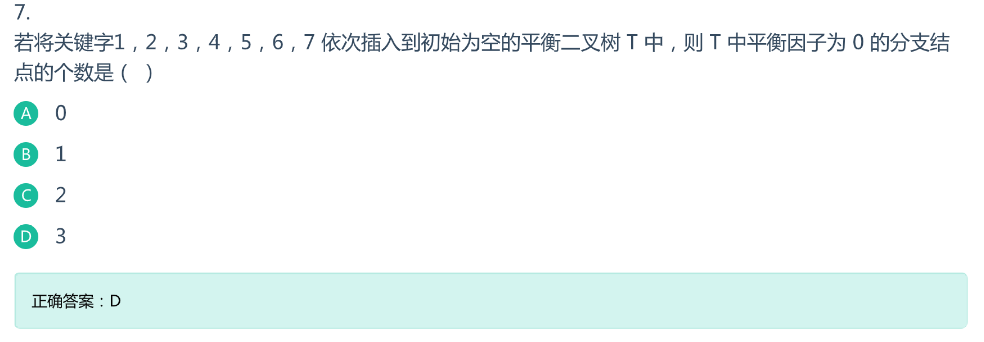 7.
若将关键字1，2，3，4，5，6，7 依次插入到初始为空的平衡二叉树 T 中，则 T 中平衡因子为 0 的分支结
点的个数是（ ）
A 0
B 1
C 2
D 3
正确答案：D